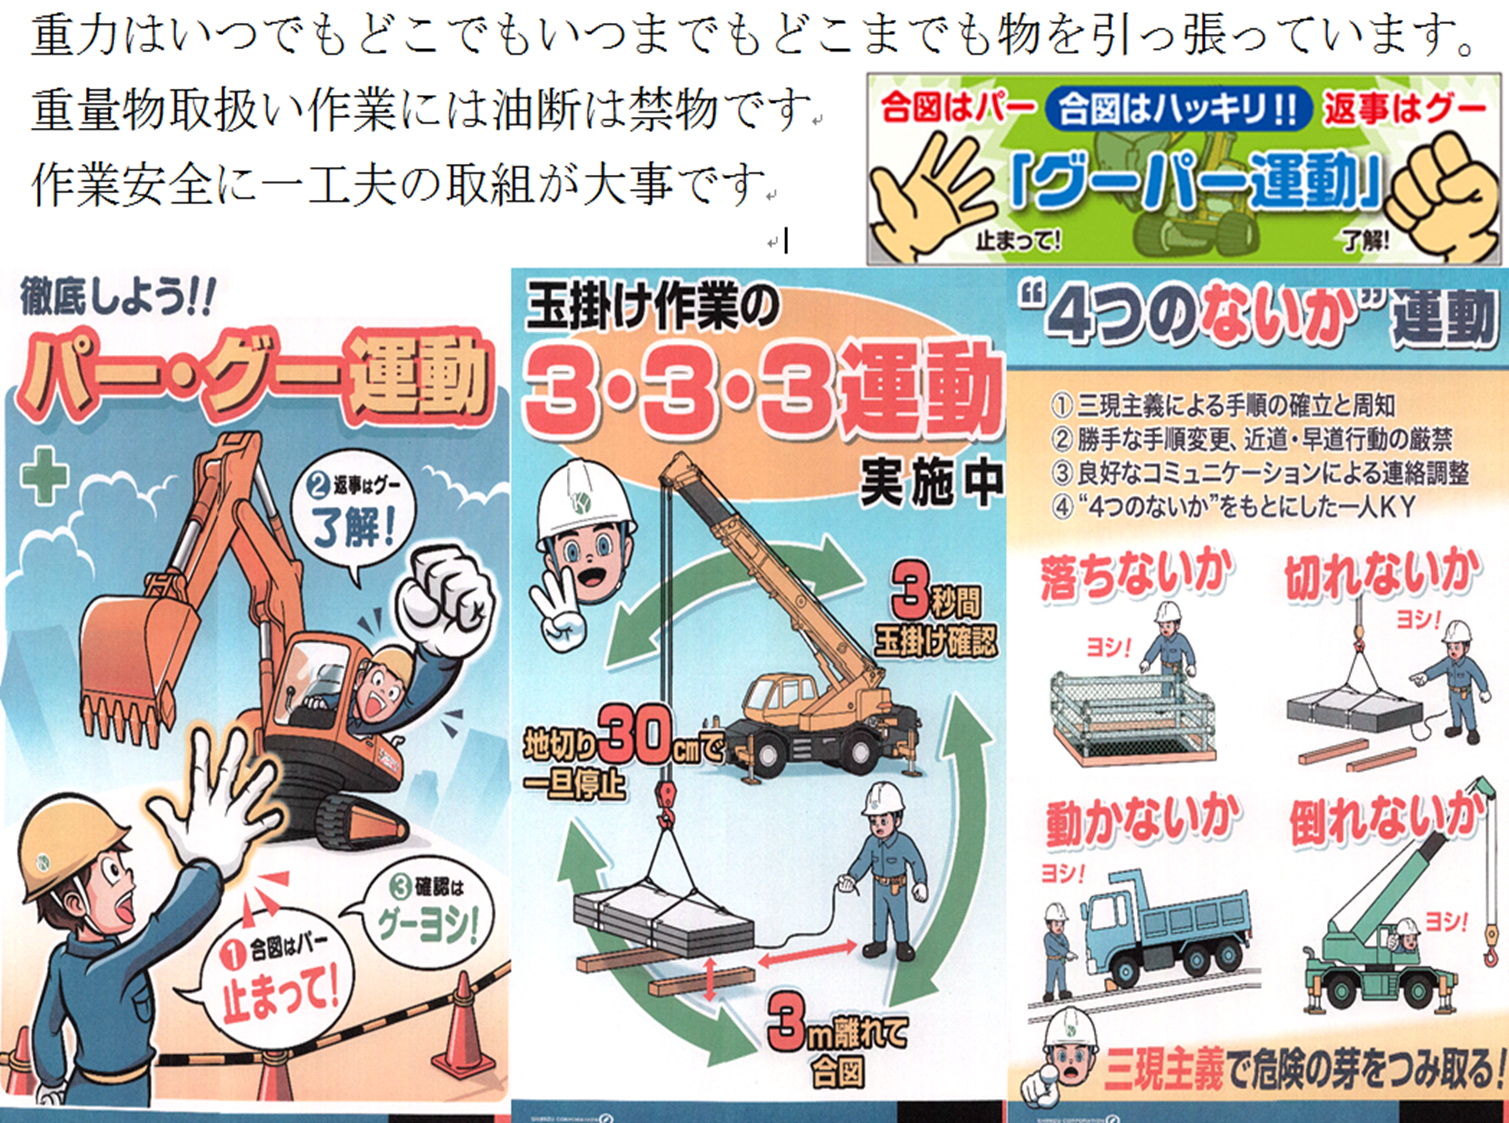 重力はいつでもどこでもいつまでもどこまでも物を引っ張っています。
重量物取扱い作業には油断は禁物です
作業安全に一工夫の取組が大事です
合図はパー 合図はハッキリ!! 返事はグー
「グーパー運動」
止まって! 了解!
徹底しよう!!
パー・グー運動
②返事はグー
了解!
③確認は
グーヨシ!
①合図はパー
止まって!
玉掛け作業の
3・3・3運動
実施中
KY
3秒間
玉掛け確認
地切り30cmで
一旦停止
3m離れて
合図
SHIMIZU CORPORATION
“4つのないか”運動
①三現主義による手順の確立と周知
②勝手な手順変更、近道・早道行動の厳禁
③良好なコミュニケーションによる連絡調整
④“4つのないか”をもとにした一人KY
落ちないか
ヨシ!
切れないか
ヨシ!
動かないか
ヨシ!
倒れないか
ヨシ!
三現主義で危険の芽をつみ取る!
SHIMIZU CORPORATION